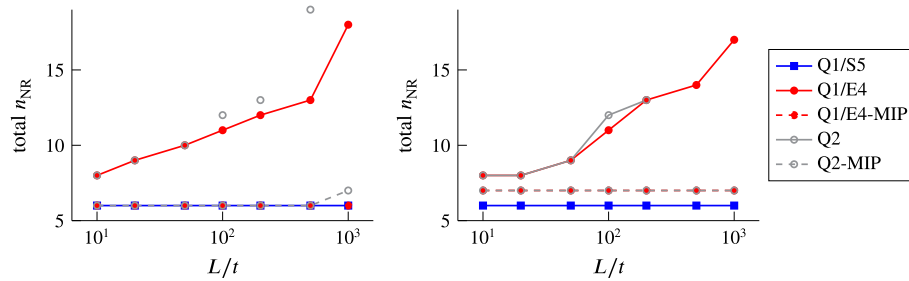 total n_NR
15
10
5
10^1
10^2
10^3
L/t
total n_NR
15
10
5
10^1
10^2
10^3
L/t
Q1/S5
Q1/E4
Q1/E4-MIP
Q2
Q2-MIP